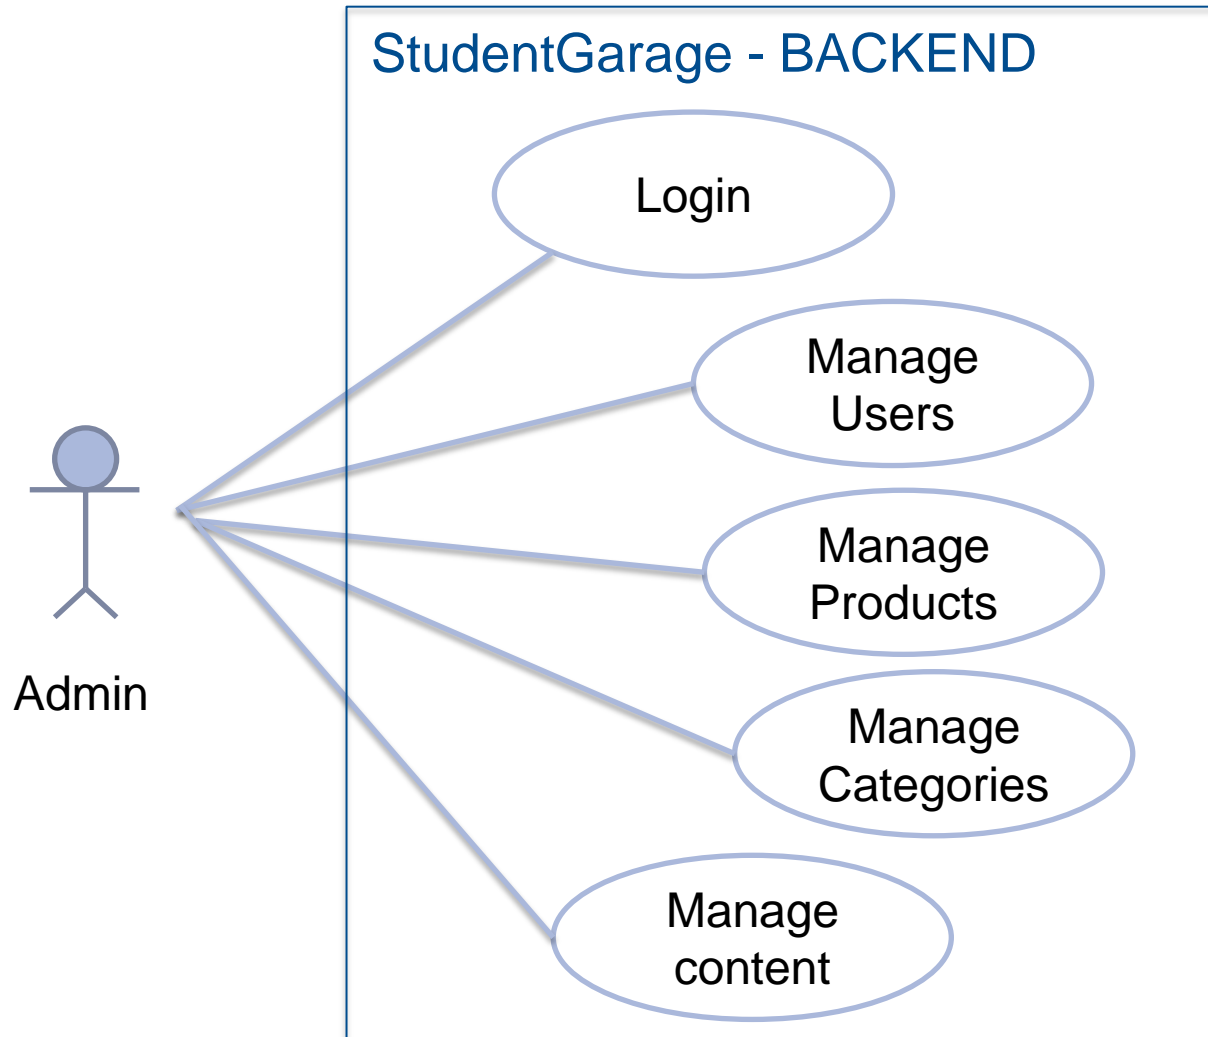 StudentGarage - BACKEND
Login
Manage
Users
Manage
Products
Admin
Manage
Categories
Manage
content